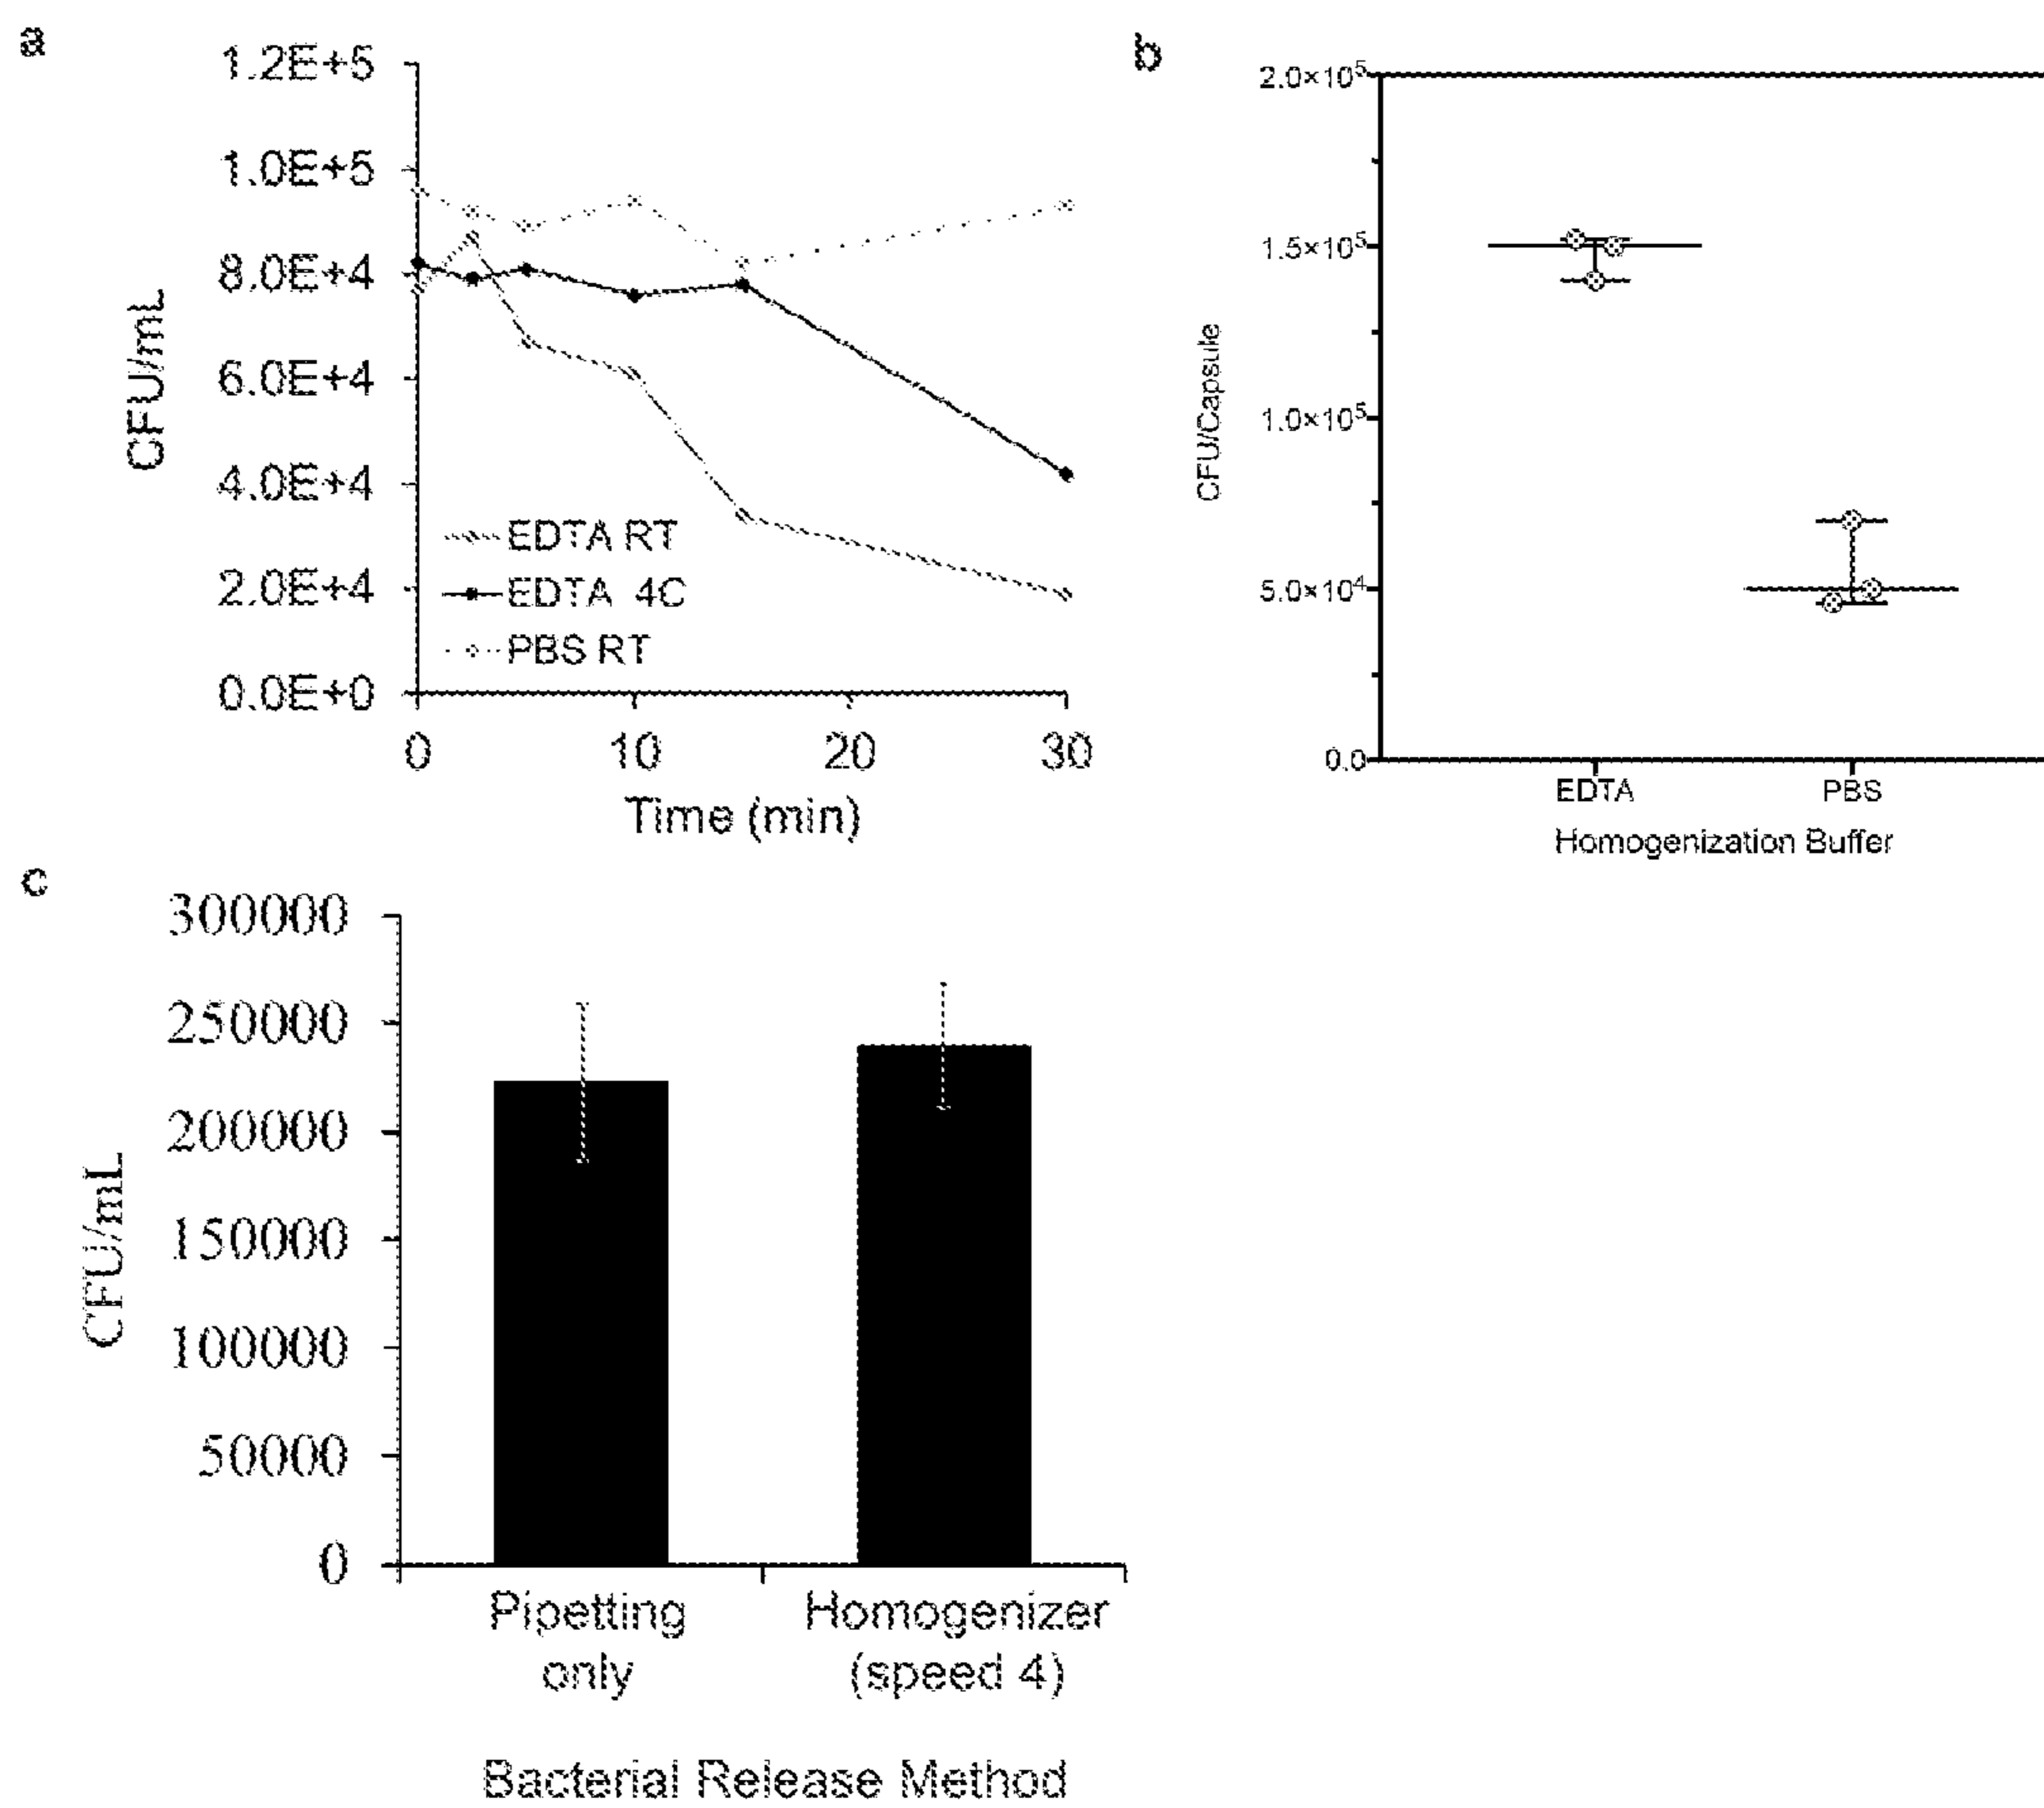 a
1.2E+5
1.0E+5
8.0E+4
6.0E+4
4.0E+4
2.0E+4
0.0E+0
CFU/mL
EDTA RT
EDTA 4C
PBS RT
0 10 20 30
Time (min)
b
2.0×10⁵
1.5×10⁵
1.0×10⁵
5.0×10⁴
0.0
CFU/Capsule
EDTA PBS
Homogenization Buffer
c
300000
250000
200000
150000
100000
50000
0
CFU/mL
Pipetting only
Homogenizer (speed 4)
Bacterial Release Method